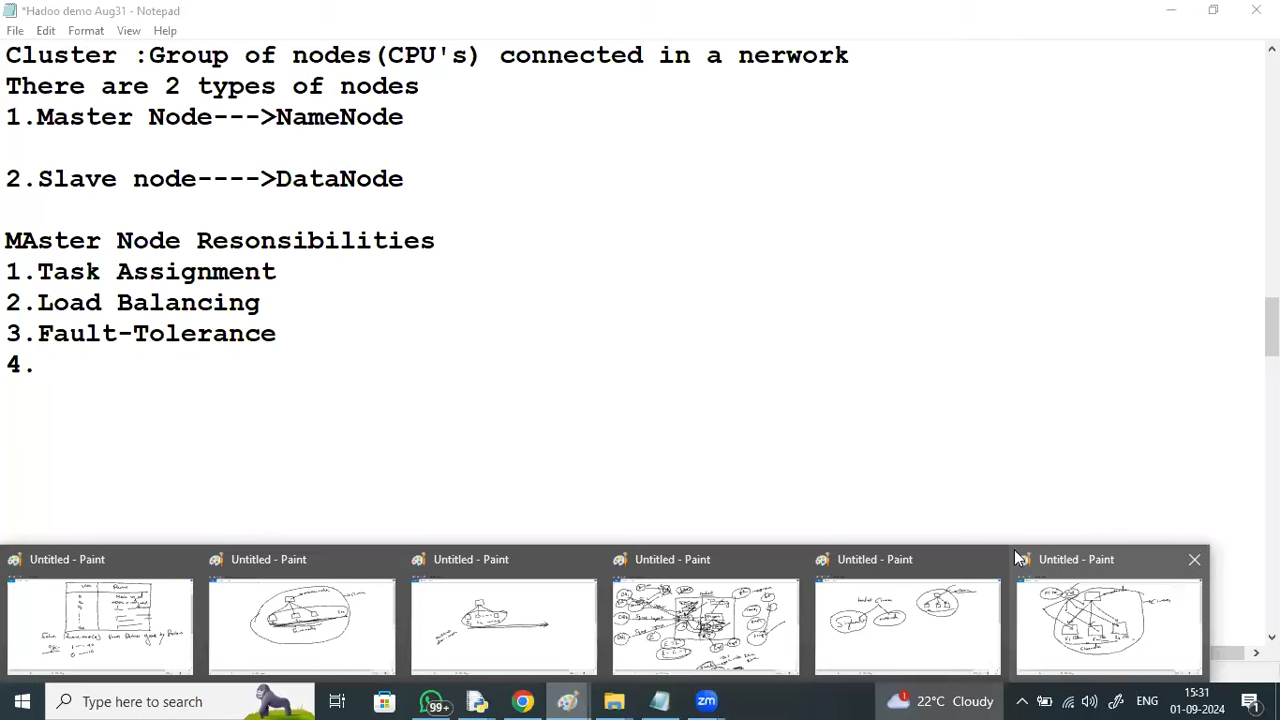 *Hadoo demo Aug31 - Notepad
File Edit Format View Help
Cluster :Group of nodes(CPU's) connected in a nerwork
There are 2 types of nodes
1.Master Node--->NameNode
2.Slave node---->DataNode
MAster Node Resonsibilities
1.Task Assignment
2.Load Balancing
3.Fault-Tolerance
4.
Untitled - Paint
Untitled - Paint
Untitled - Paint
Untitled - Paint
Untitled - Paint
Untitled - Paint
Type here to search
99+
zm
22°C Cloudy
ENG
15:31
01-09-2024
1